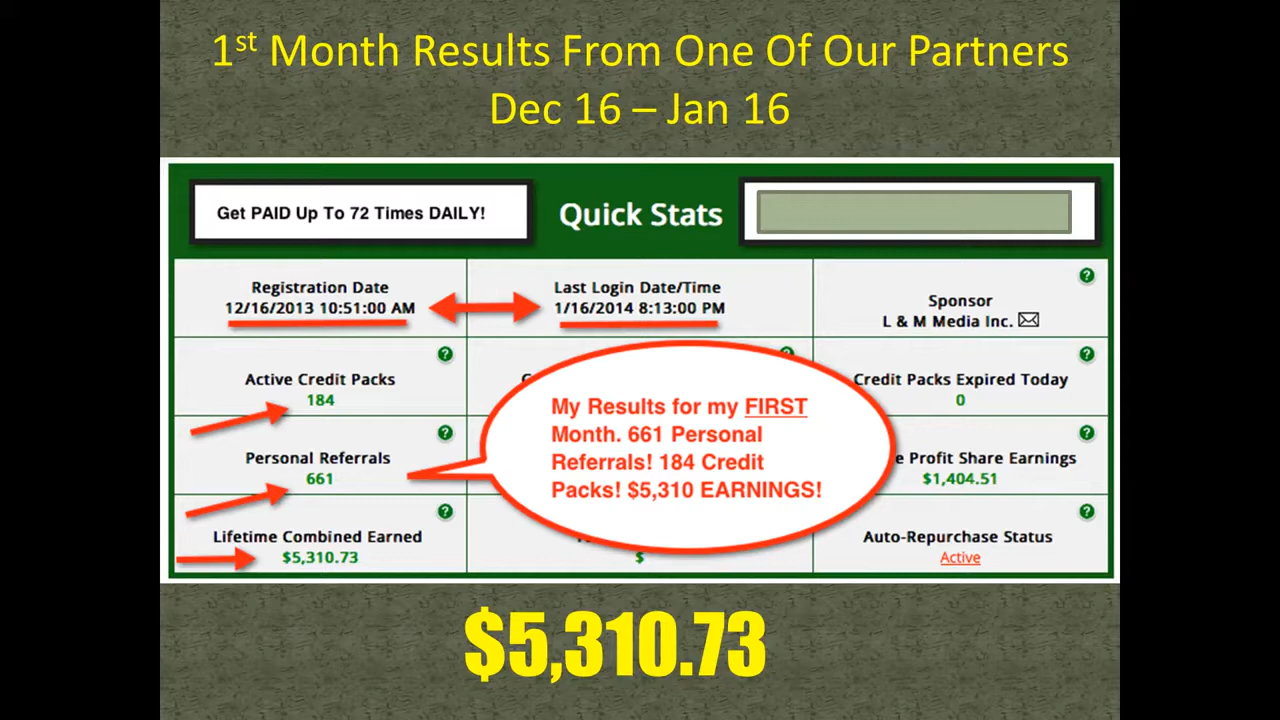 1st Month Results From One Of Our Partners
Dec 16 – Jan 16
Get PAID Up To 72 Times DAILY!
Quick Stats
Registration Date
12/16/2013 10:51:00 AM
Last Login Date/Time
1/16/2014 8:13:00 PM
Sponsor
L & M Media Inc.
Active Credit Packs
184
Credit Packs Expired Today
0
Personal Referrals
661
My Results for my FIRST
Month. 661 Personal
Referrals! 184 Credit
Packs! $5,310 EARNINGS!
Profit Share Earnings
$1,404.51
Lifetime Combined Earned
$5,310.73
$
Auto-Repurchase Status
Active
$5,310.73